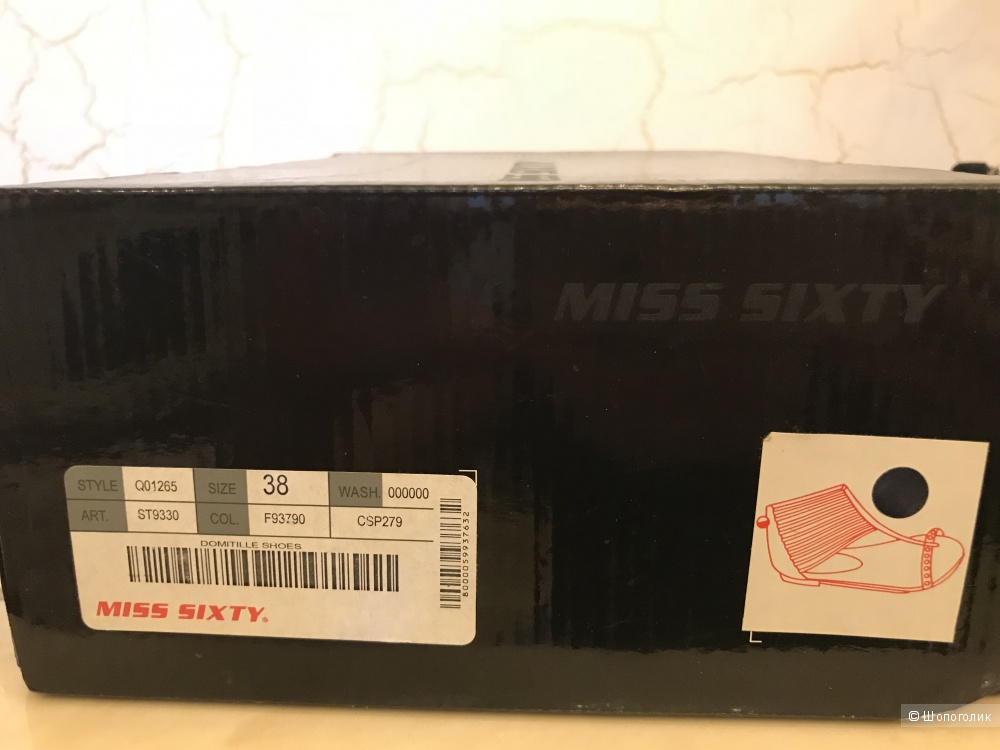 MISS SIXTY
STYLE Q01265 SIZE 38 WASH. 000000
ART. ST9330 COL. F93790 CSP279
DOMITILLE SHOES
8000059937632
MISS SIXTY.
© Шопоголик